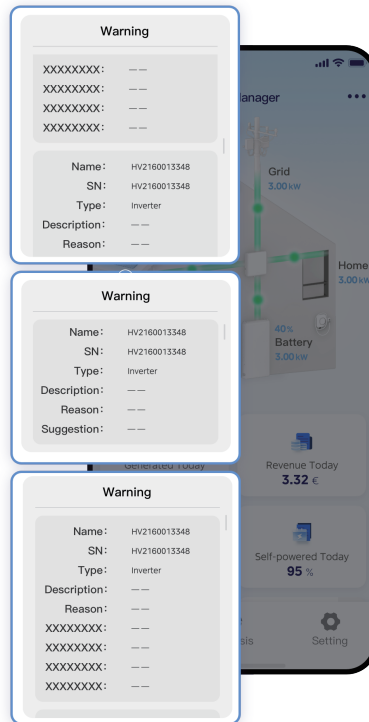 Warning
XXXXXXXX: ——
XXXXXXXX: ——
XXXXXXXX: ——
XXXXXXXX: ——
Name: HV2160013348
SN: HV2160013348
Type: Inverter
Description: ——
Reason: ——
Warning
Name: HV2160013348
SN: HV2160013348
Type: Inverter
Description: ——
Reason: ——
Suggestion: ——
Warning
Name: HV2160013348
SN: HV2160013348
Type: Inverter
Description: ——
Reason: ——
XXXXXXXX: ——
XXXXXXXX: ——
XXXXXXXX: ——
XXXXXXXX: ——
lanager
Grid
3.00 kW
Home
3.00 kW
40%
Battery
3.00 kW
Generated Today
Revenue Today
3.32 €
Self-powered Today
95 %
sis
Setting